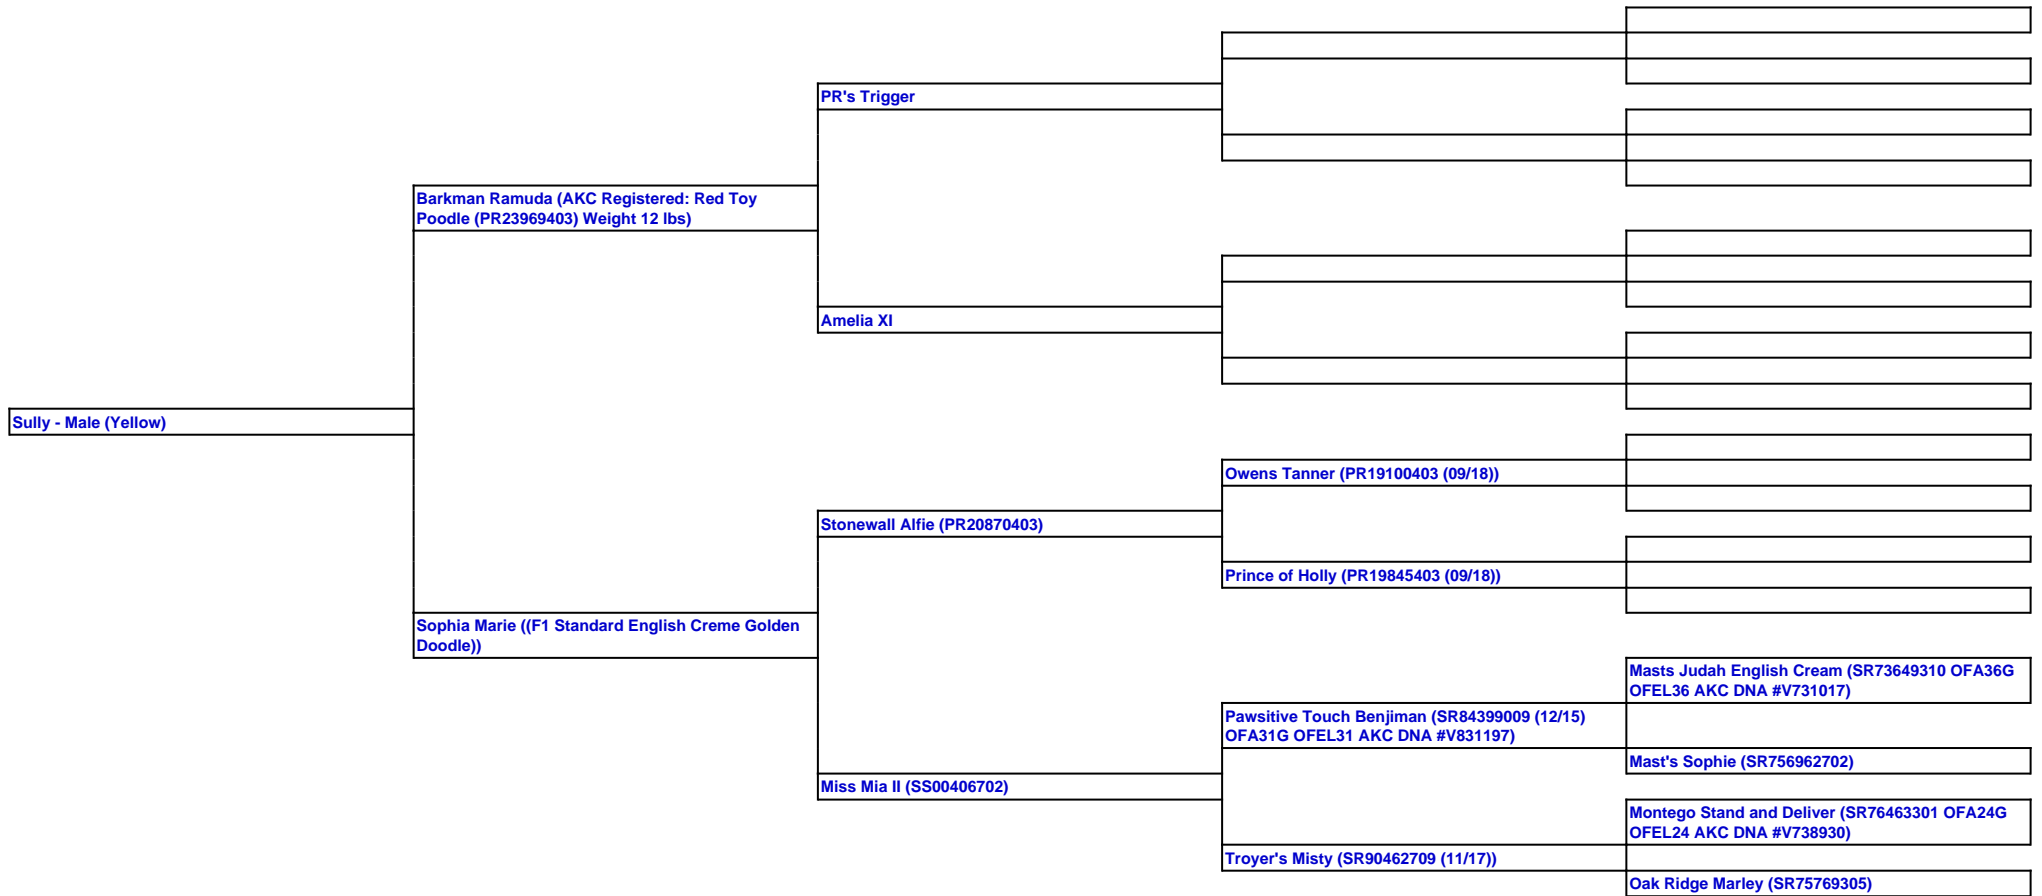 PR's Trigger
Barkman Ramuda (AKC Registered: Red Toy
Poodle (PR23969403) Weight 12 lbs)
Amelia XI
Sully - Male (Yellow)
Owens Tanner (PR19100403 (09/18))
Stonewall Alfie (PR20870403)
Prince of Holly (PR19845403 (09/18))
Sophia Marie ((F1 Standard English Creme Golden
Doodle))
Masts Judah English Cream (SR73649310 OFA36G
OFEL36 AKC DNA #V731017)
Pawsitive Touch Benjiman (SR84399009 (12/15)
OFA31G OFEL31 AKC DNA #V831197)
Mast's Sophie (SR756962702)
Miss Mia II (SS00406702)
Montego Stand and Deliver (SR76463301 OFA24G
OFEL24 AKC DNA #V738930)
Troyer's Misty (SR90462709 (11/17))
Oak Ridge Marley (SR75769305)